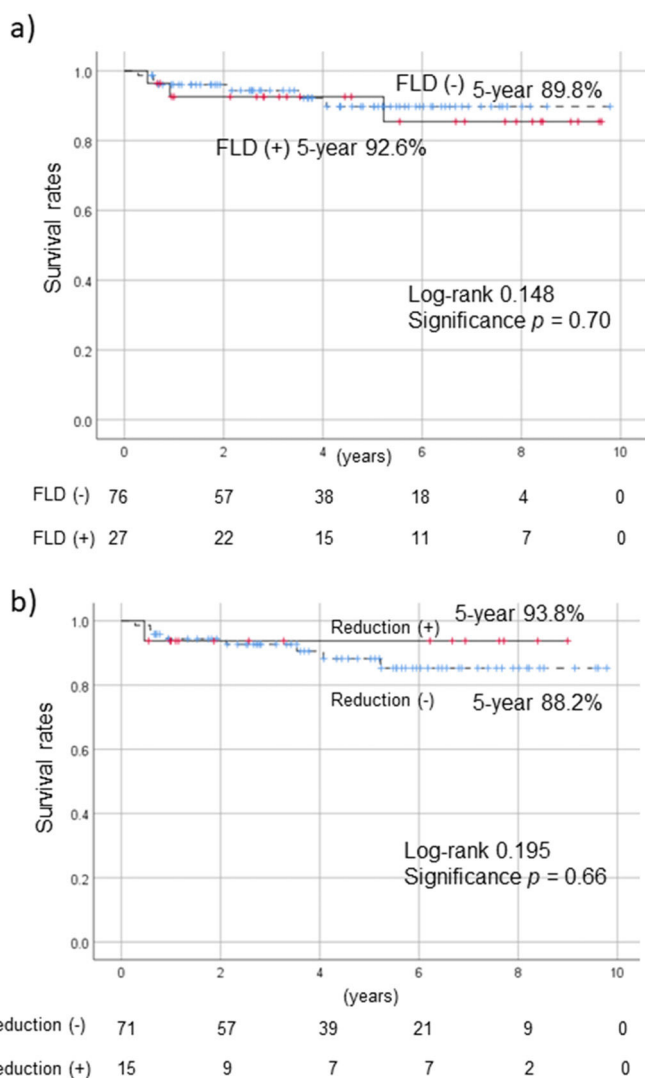 a)
1.0
FLD (-) 5-year 89.8%
0.8
FLD (+) 5-year 92.6%
0.6
Survival rates
0.4
Log-rank 0.148
Significance p = 0.70
0.2
0.0
0 2 4 6 8 10
(years)
FLD (-) 76 57 38 18 4 0
FLD (+) 27 22 15 11 7 0
b)
1.0
Reduction (+) 5-year 93.8%
0.8
Reduction (-) 5-year 88.2%
0.6
Survival rates
0.4
Log-rank 0.195
Significance p = 0.66
0.2
0.0
0 2 4 6 8 10
(years)
eduction (-) 71 57 39 21 9 0
eduction (+) 15 9 7 7 2 0